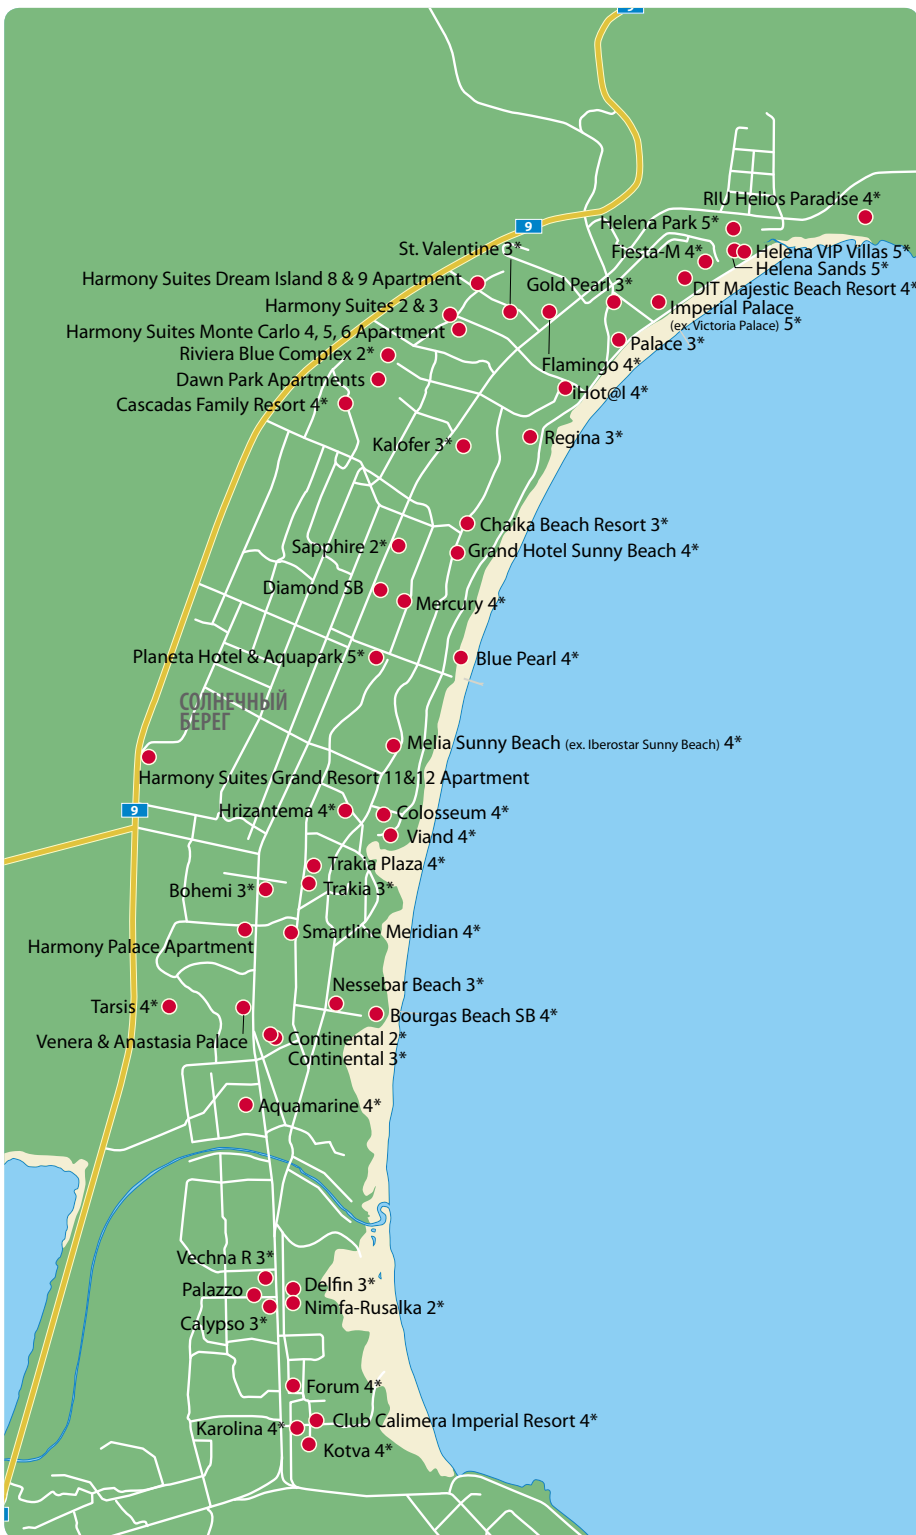 9
RIU Helios Paradise 4*
Helena Park 5*
9
St. Valentine 3*
Fiesta-M 4*
Helena VIP Villas 5*
Helena Sands 5*
Harmony Suites Dream Island 8 & 9 Apartment
Gold Pearl 3*
DIT Majestic Beach Resort 4*
Harmony Suites 2 & 3
Imperial Palace
(ex. Victoria Palace) 5*
Harmony Suites Monte Carlo 4, 5, 6 Apartment
Palace 3*
Riviera Blue Complex 2*
Flamingo 4*
Dawn Park Apartments
iHot@l 4*
Cascadas Family Resort 4*
Kalofer 3*
Regina 3*
Chaika Beach Resort 3*
Sapphire 2*
Grand Hotel Sunny Beach 4*
Diamond SB
Mercury 4*
Planeta Hotel & Aquapark 5*
Blue Pearl 4*
СОЛНЕЧНЫЙ
БЕРЕГ
Melia Sunny Beach (ex. Iberostar Sunny Beach) 4*
Harmony Suites Grand Resort 11&12 Apartment
9
Hrizantema 4*
Colosseum 4*
Viand 4*
Trakia Plaza 4*
Bohemi 3*
Trakia 3*
Smartline Meridian 4*
Harmony Palace Apartment
Nessebar Beach 3*
Tarsis 4*
Bourgas Beach SB 4*
Venera & Anastasia Palace
Continental 2*
Continental 3*
Aquamarine 4*
Vechna R 3*
Palazzo
Delfin 3*
Nimfa-Rusalka 2*
Calypso 3*
Forum 4*
Club Calimera Imperial Resort 4*
Karolina 4*
Kotva 4*